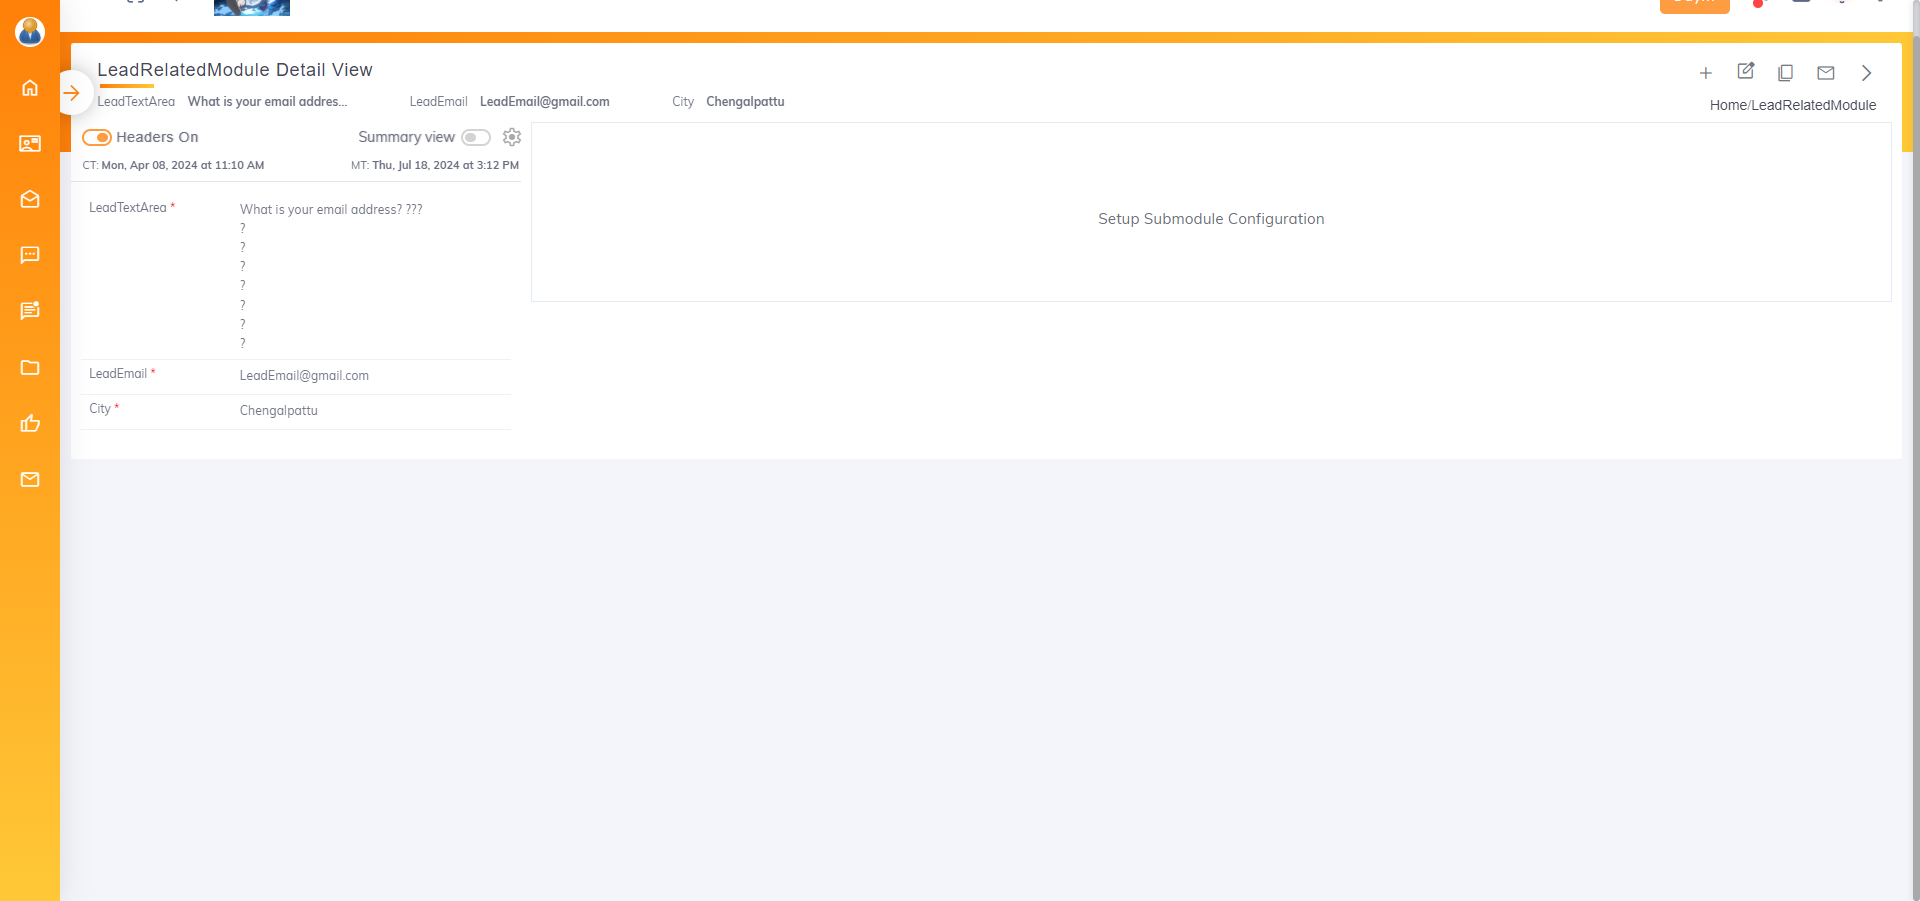 LeadRelatedModule Detail View
LeadTextArea What is your email addres... LeadEmail LeadEmail@gmail.com City Chengalpattu
Home/LeadRelatedModule
Headers On Summary view
CT: Mon, Apr 08, 2024 at 11:10 AM MT: Thu, Jul 18, 2024 at 3:12 PM
LeadTextArea * What is your email address? ???
?
?
?
?
?
?
?
LeadEmail * LeadEmail@gmail.com
City * Chengalpattu
Setup Submodule Configuration